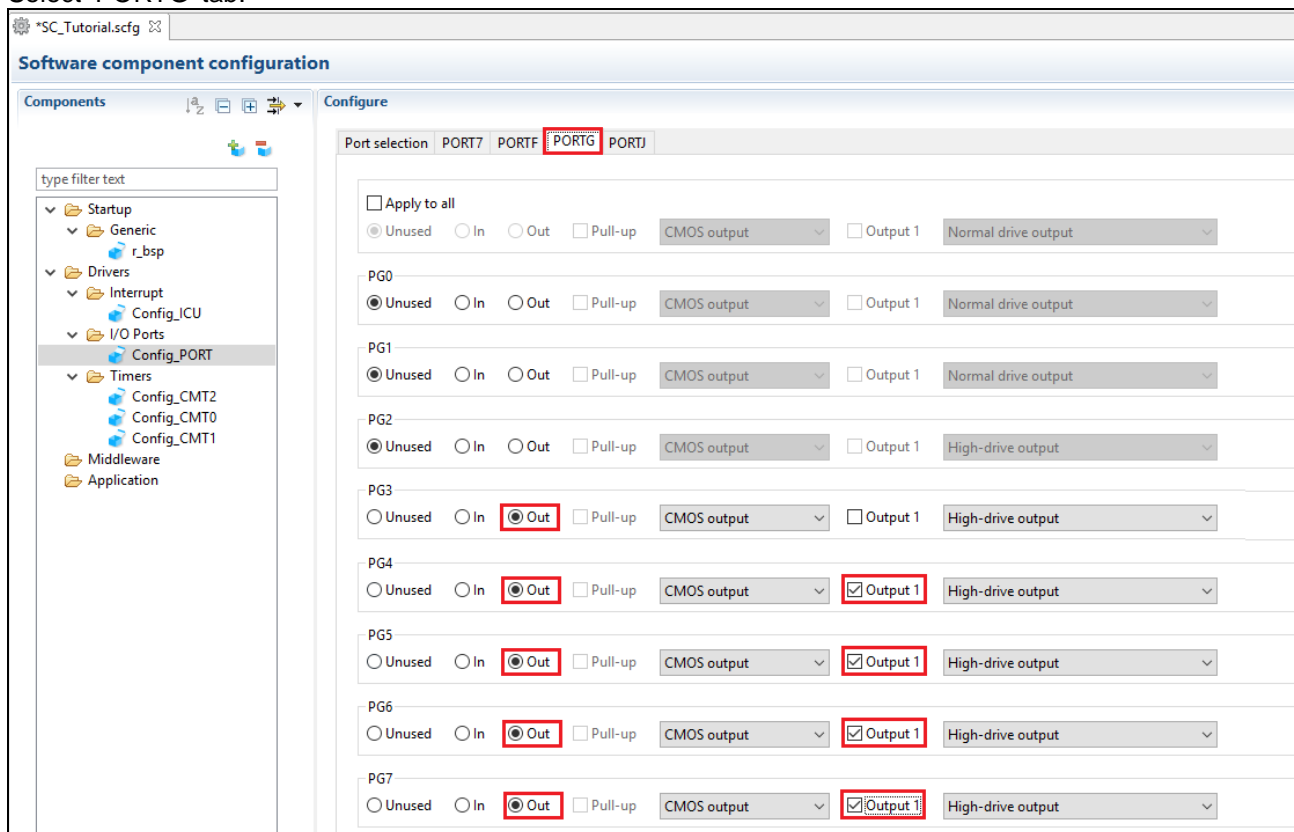 Select 'PORTG' tab.
*SC_Tutorial.scfg
Software component configuration
Components
Configure
Port selection PORT7 PORTF PORTG PORTJ
type filter text
Startup
Generic
r_bsp
Drivers
Interrupt
Config_ICU
I/O Ports
Config_PORT
Timers
Config_CMT2
Config_CMT0
Config_CMT1
Middleware
Application
Apply to all
Unused In Out Pull-up CMOS output Output 1 Normal drive output
PG0
Unused In Out Pull-up CMOS output Output 1 Normal drive output
PG1
Unused In Out Pull-up CMOS output Output 1 Normal drive output
PG2
Unused In Out Pull-up CMOS output Output 1 High-drive output
PG3
Unused In Out Pull-up CMOS output Output 1 High-drive output
PG4
Unused In Out Pull-up CMOS output Output 1 High-drive output
PG5
Unused In Out Pull-up CMOS output Output 1 High-drive output
PG6
Unused In Out Pull-up CMOS output Output 1 High-drive output
PG7
Unused In Out Pull-up CMOS output Output 1 High-drive output